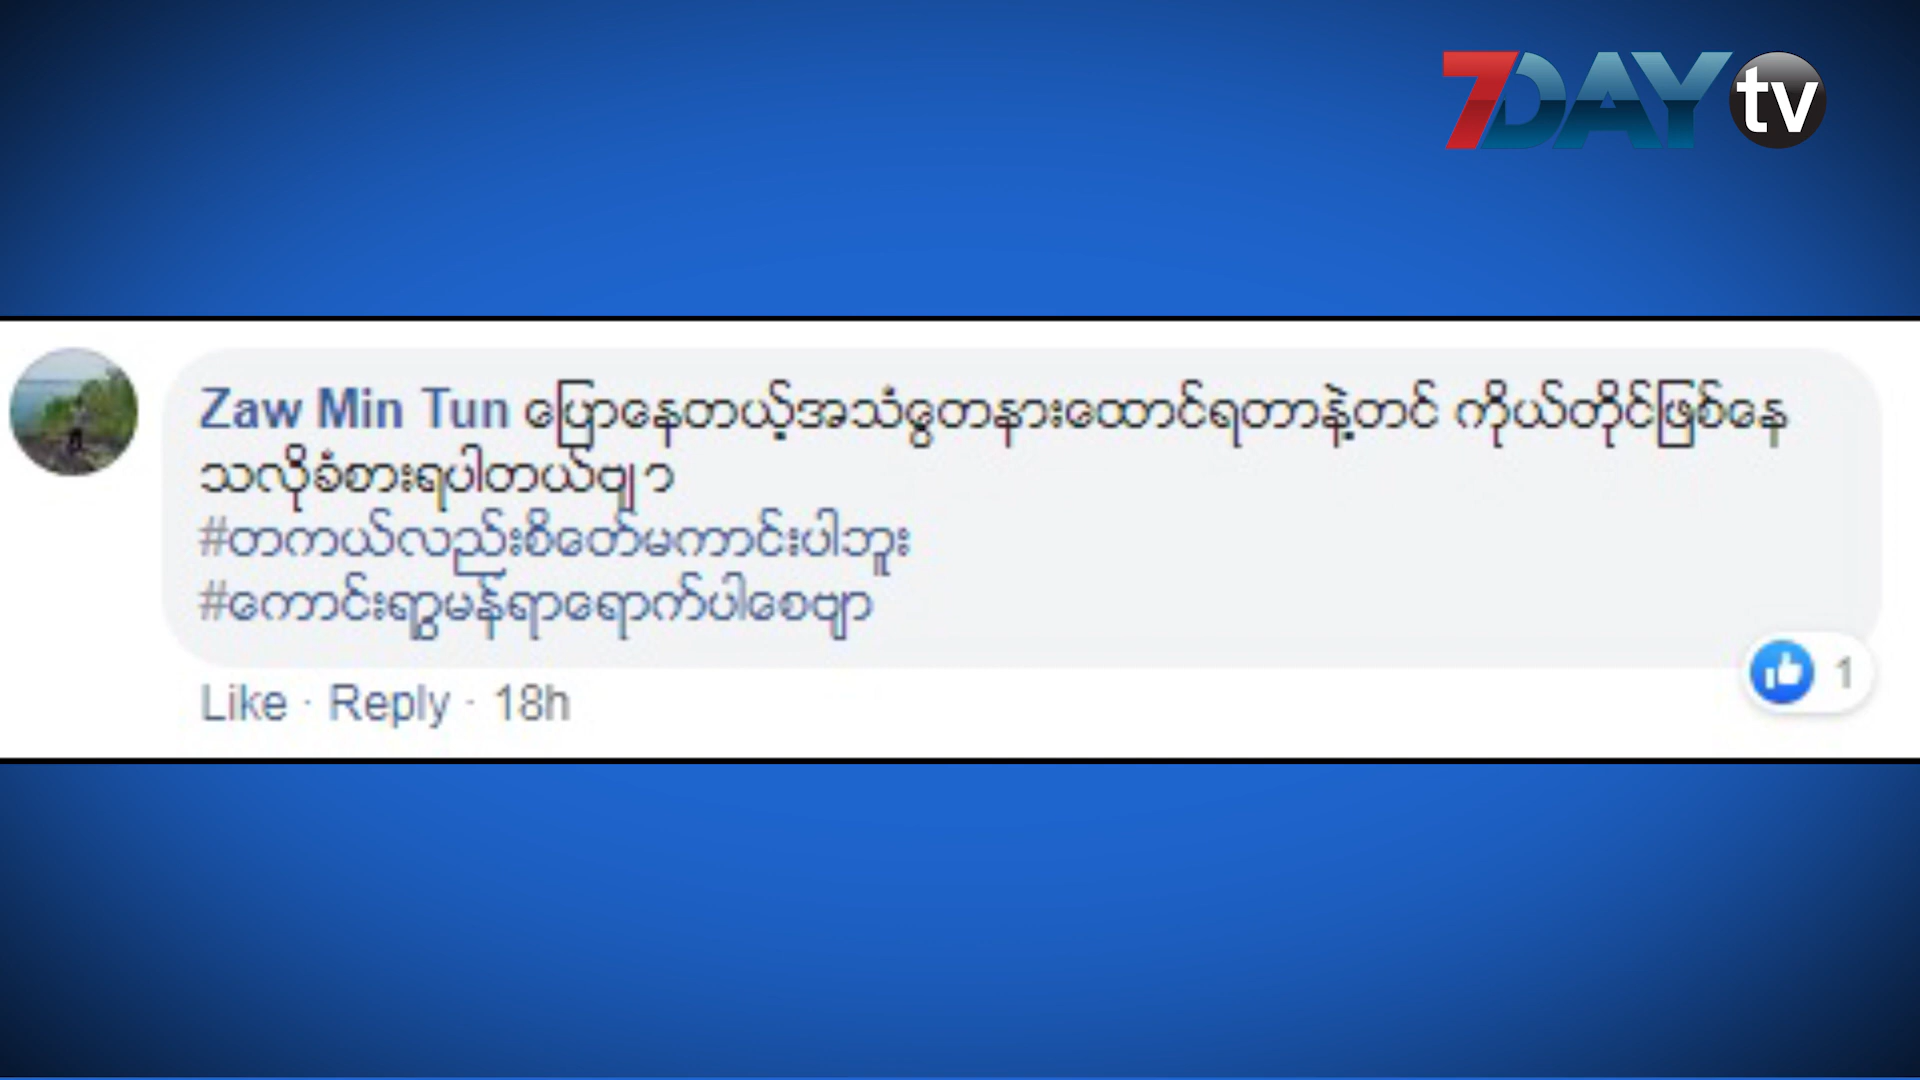 7DAY tv
Zaw Min Tun ပြောနေတယ့်အသံတွေနားထောင်ရတာနဲ့တင် ကိုယ်တိုင်ဖြစ်နေ
သလိုခံစားရပါတယ်ဗျာ
#တကယ်လည်းစိတ်မကောင်းပါဘူး
#ကောင်းရာ့မွန်ရာရောက်ပါစေဗျာ
Like · Reply · 18h
1